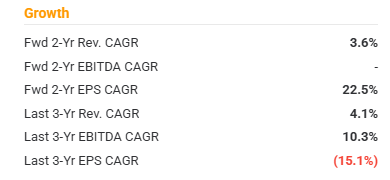 Growth
Fwd 2-Yr Rev. CAGR 3.6%
Fwd 2-Yr EBITDA CAGR -
Fwd 2-Yr EPS CAGR 22.5%
Last 3-Yr Rev. CAGR 4.1%
Last 3-Yr EBITDA CAGR 10.3%
Last 3-Yr EPS CAGR (15.1%)